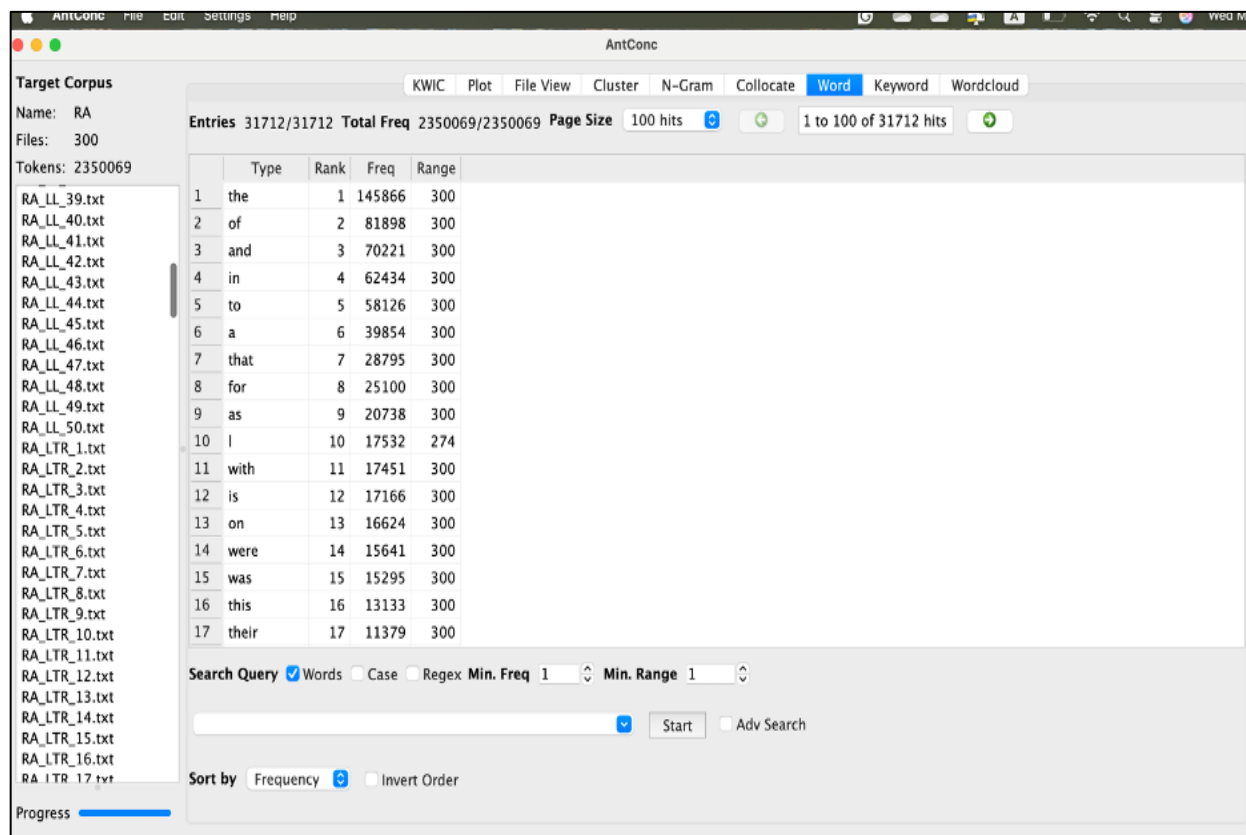 AntConc File Edit Settings Help A Wed M
AntConc
Target Corpus
Name: RA
Files: 300
Tokens: 2350069
RA_LL_39.txt
RA_LL_40.txt
RA_LL_41.txt
RA_LL_42.txt
RA_LL_43.txt
RA_LL_44.txt
RA_LL_45.txt
RA_LL_46.txt
RA_LL_47.txt
RA_LL_48.txt
RA_LL_49.txt
RA_LL_50.txt
RA_LTR_1.txt
RA_LTR_2.txt
RA_LTR_3.txt
RA_LTR_4.txt
RA_LTR_5.txt
RA_LTR_6.txt
RA_LTR_7.txt
RA_LTR_8.txt
RA_LTR_9.txt
RA_LTR_10.txt
RA_LTR_11.txt
RA_LTR_12.txt
RA_LTR_13.txt
RA_LTR_14.txt
RA_LTR_15.txt
RA_LTR_16.txt
RA_LTR_17.txt
Progress
KWIC Plot File View Cluster N-Gram Collocate Word Keyword Wordcloud
Entries 31712/31712 Total Freq 2350069/2350069 Page Size 100 hits 1 to 100 of 31712 hits
Type Rank Freq Range
1 the 1 145866 300
2 of 2 81898 300
3 and 3 70221 300
4 in 4 62434 300
5 to 5 58126 300
6 a 6 39854 300
7 that 7 28795 300
8 for 8 25100 300
9 as 9 20738 300
10 l 10 17532 274
11 with 11 17451 300
12 is 12 17166 300
13 on 13 16624 300
14 were 14 15641 300
15 was 15 15295 300
16 this 16 13133 300
17 their 17 11379 300
Search Query Words Case Regex Min. Freq 1 Min. Range 1
Start Adv Search
Sort by Frequency Invert Order